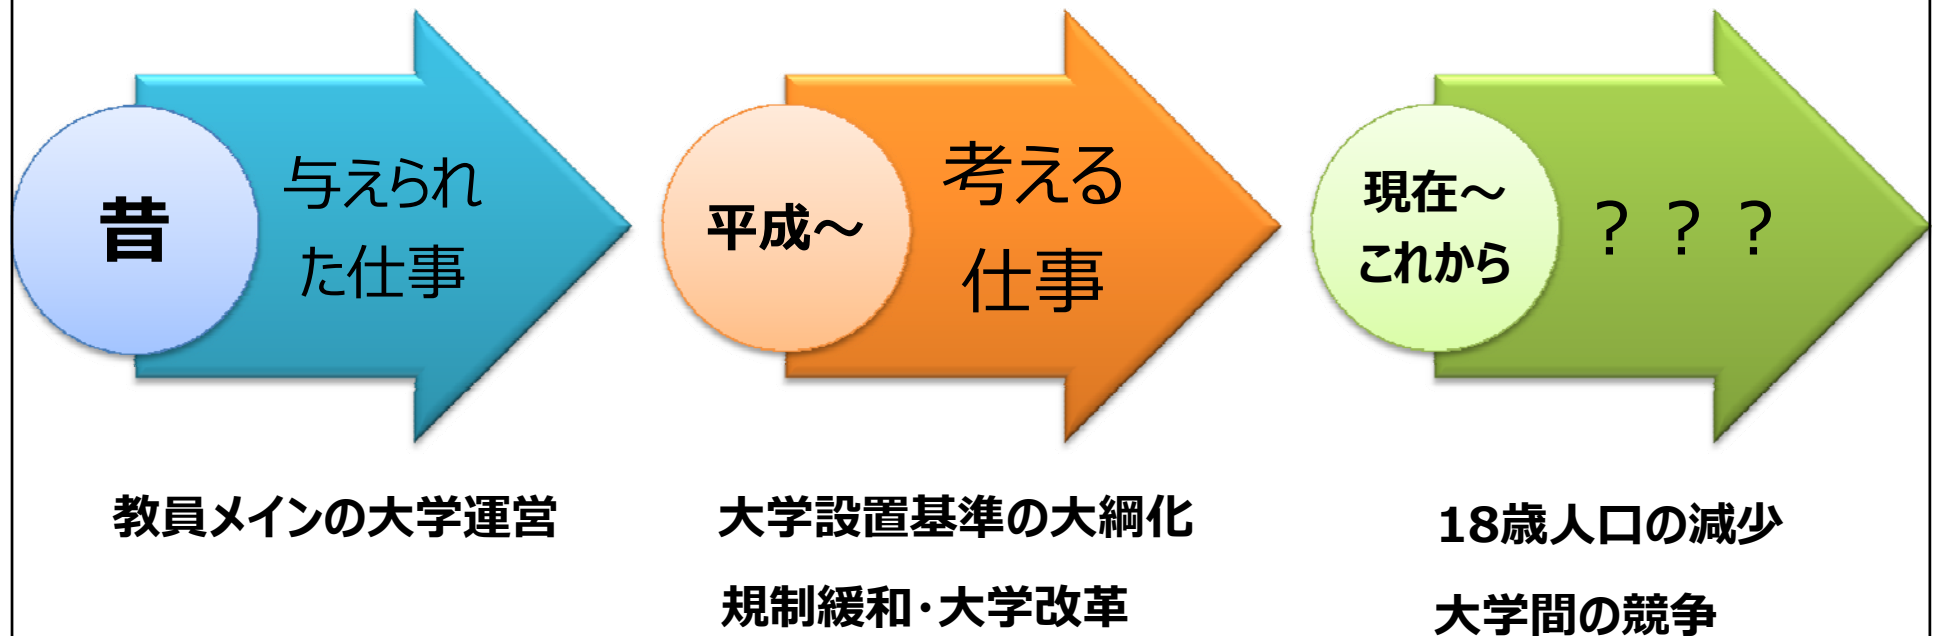 昔
与えられ
た仕事
平成～
考える
仕事
現在～
これから
？？？
教員メインの大学運営
大学設置基準の大綱化
規制緩和・大学改革
18歳人口の減少
大学間の競争